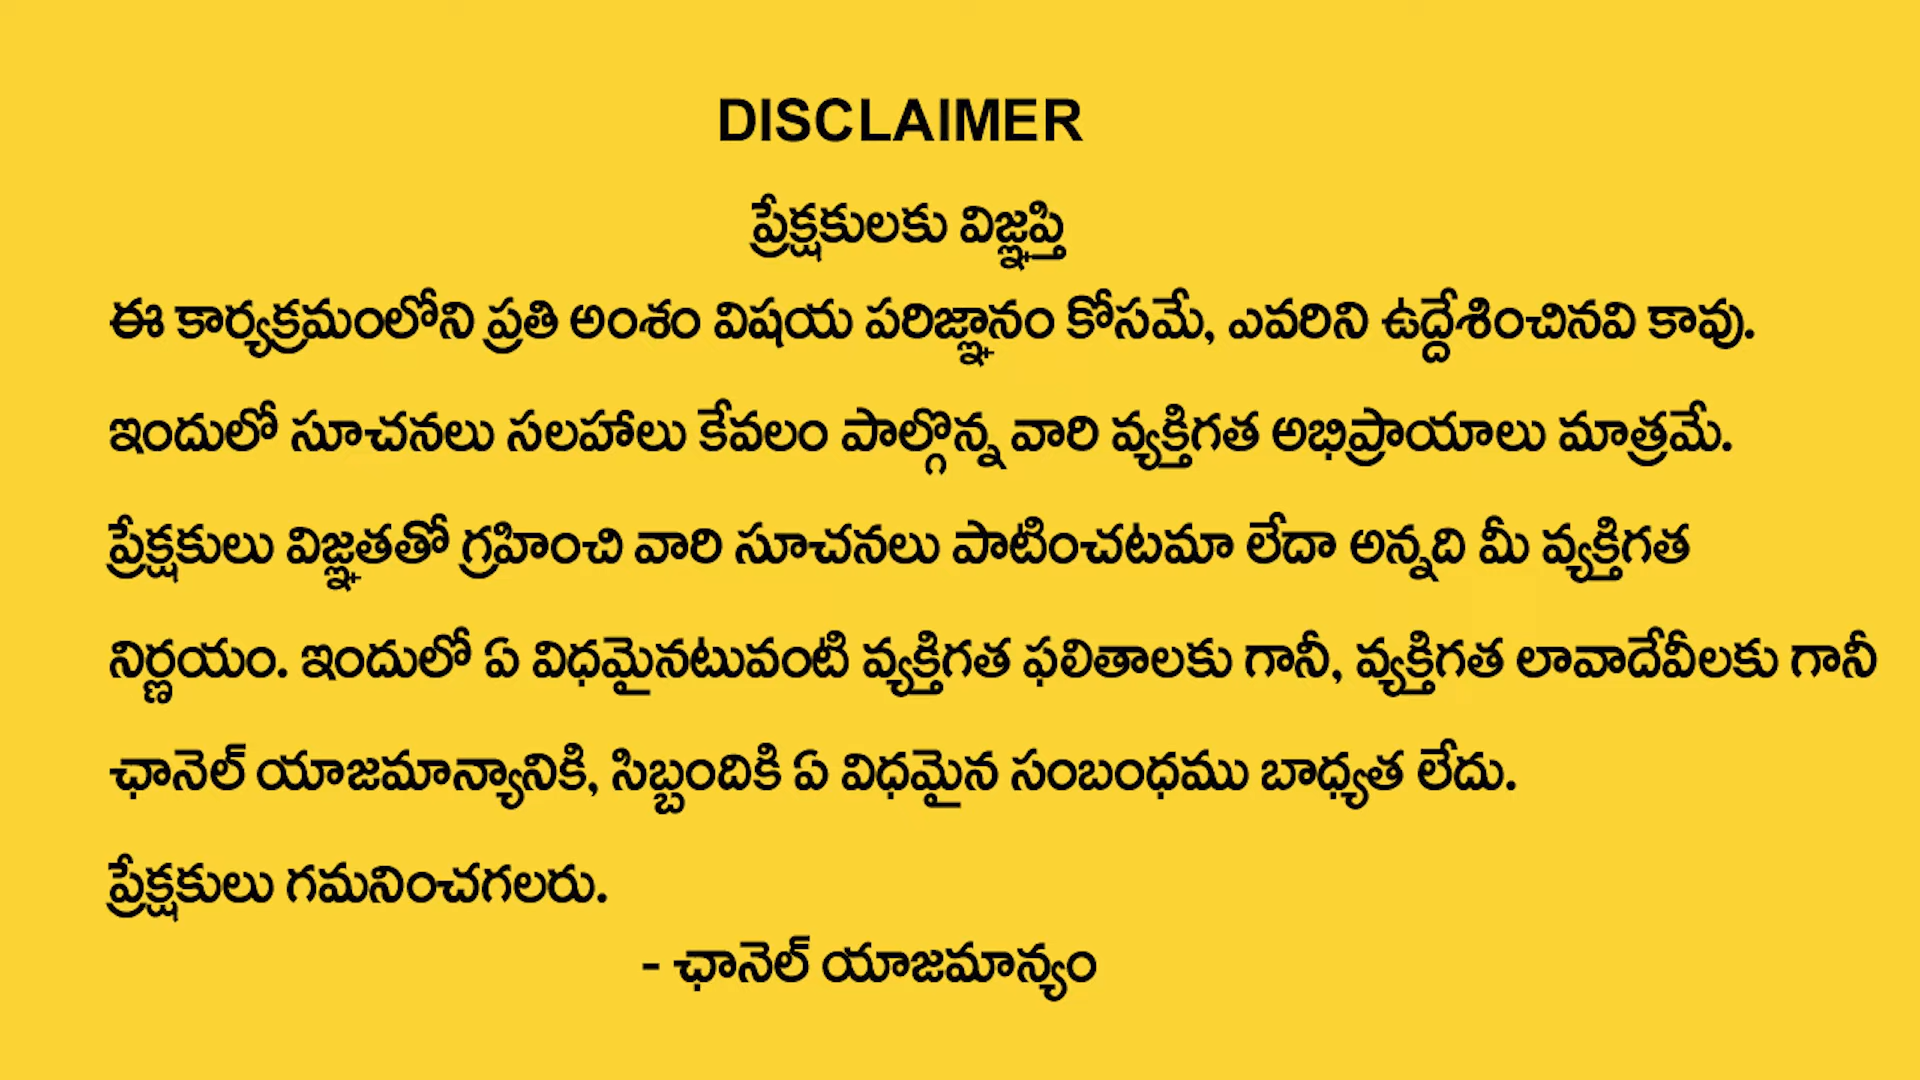 DISCLAIMER
ప్రేక్షకులకు విజ్ఞప్తి
ఈ కార్యక్రమంలోని ప్రతి అంశం విషయ పరిజ్ఞానం కోసమే, ఎవరిని ఉద్దేశించినవి కావు.
ఇందులో సూచనలు సలహాలు కేవలం పాల్గొన్న వారి వ్యక్తిగత అభిప్రాయాలు మాత్రమే.
ప్రేక్షకులు విజ్ఞతతో గ్రహించి వారి సూచనలు పాటించటమా లేదా అన్నది మీ వ్యక్తిగత
నిర్ణయం. ఇందులో ఏ విధమైనటువంటి వ్యక్తిగత ఫలితాలకు గానీ, వ్యక్తిగత లావాదేవీలకు గానీ
ఛానెల్ యాజమాన్యానికి, సిబ్బందికి ఏ విధమైన సంబంధము బాధ్యత లేదు.
ప్రేక్షకులు గమనించగలరు.
- ఛానెల్ యాజమాన్యం